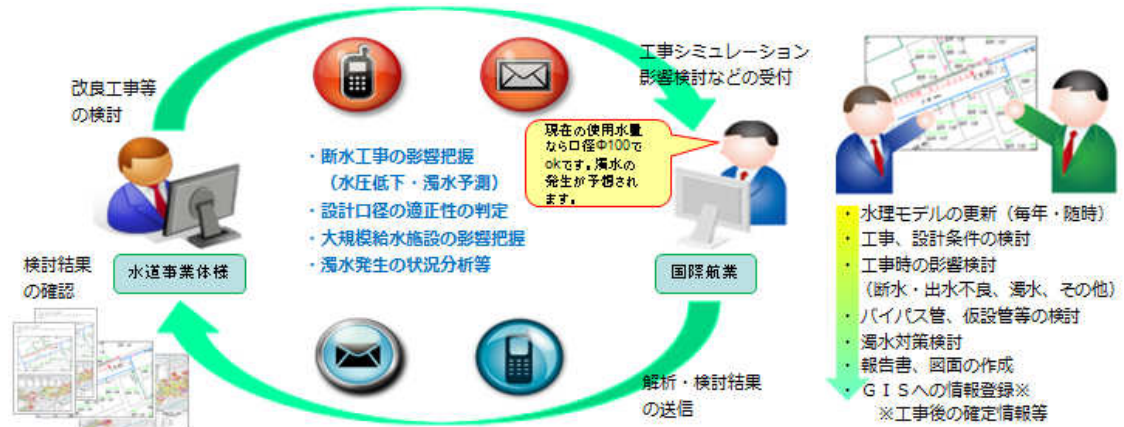 改良工事等
の検討
工事シミュレーション
影響検討などの受付
現在の使用水量
なら口径Φ100で
okです。濁水の
発生が予想され
ます。
・断水工事の影響把握
（水圧低下・濁水予測）
・設計口径の適正性の判定
・大規模給水施設の影響把握
・濁水発生の状況分析等
水道事業体様
国際航業
検討結果
の確認
解析・検討結果
の送信
・ 水理モデルの更新（毎年・随時）
・ 工事、設計条件の検討
・ 工事時の影響検討
（断水・出水不良、濁水、その他）
・ バイパス管、仮設管等の検討
・ 濁水対策検討
・ 報告書、図面の作成
・ ＧＩＳへの情報登録※
※工事後の確定情報等